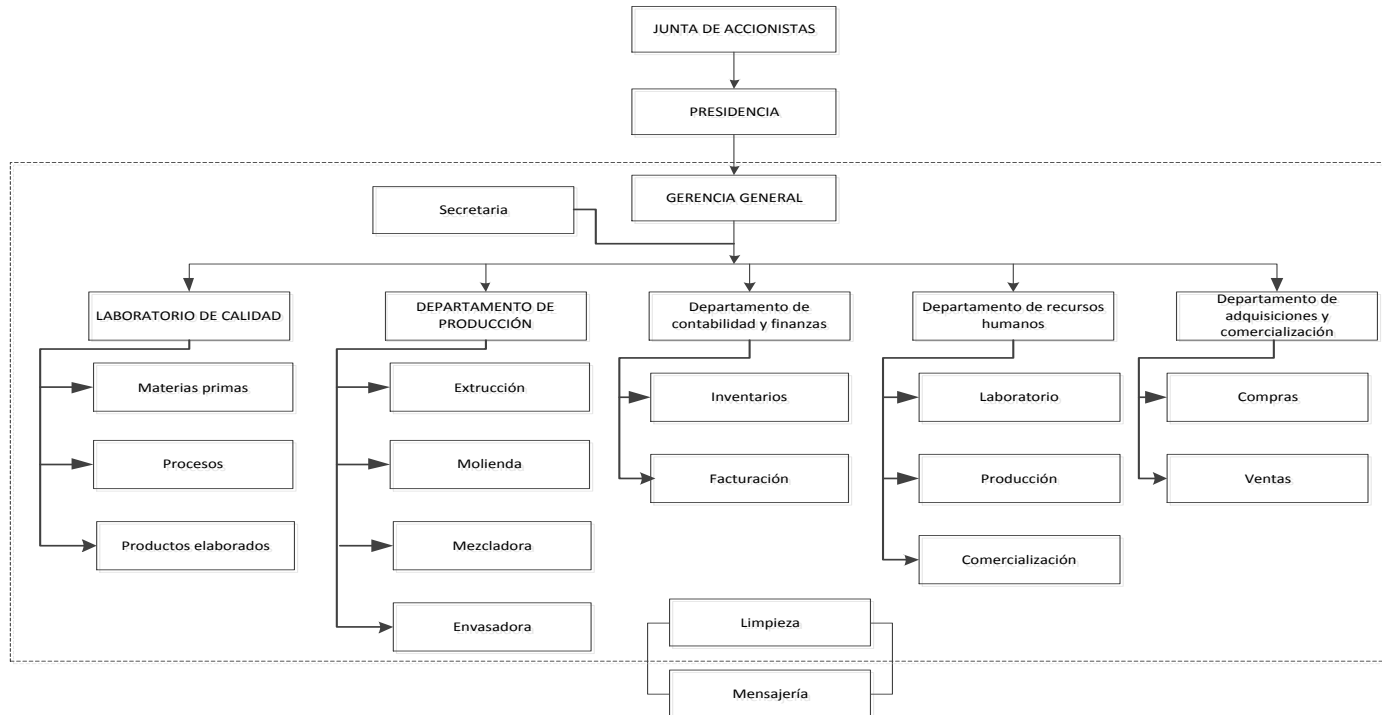 JUNTA DE ACCIONISTAS
PRESIDENCIA
GERENCIA GENERAL
Secretaria
LABORATORIO DE CALIDAD
DEPARTAMENTO DE
PRODUCCIÓN
Departamento de
contabilidad y finanzas
Departamento de recursos
humanos
Departamento de
adquisiciones y
comercialización
Materias primas
Extrucción
Inventarios
Laboratorio
Compras
Procesos
Molienda
Facturación
Producción
Ventas
Productos elaborados
Mezcladora
Comercialización
Envasadora
Limpieza
Mensajería